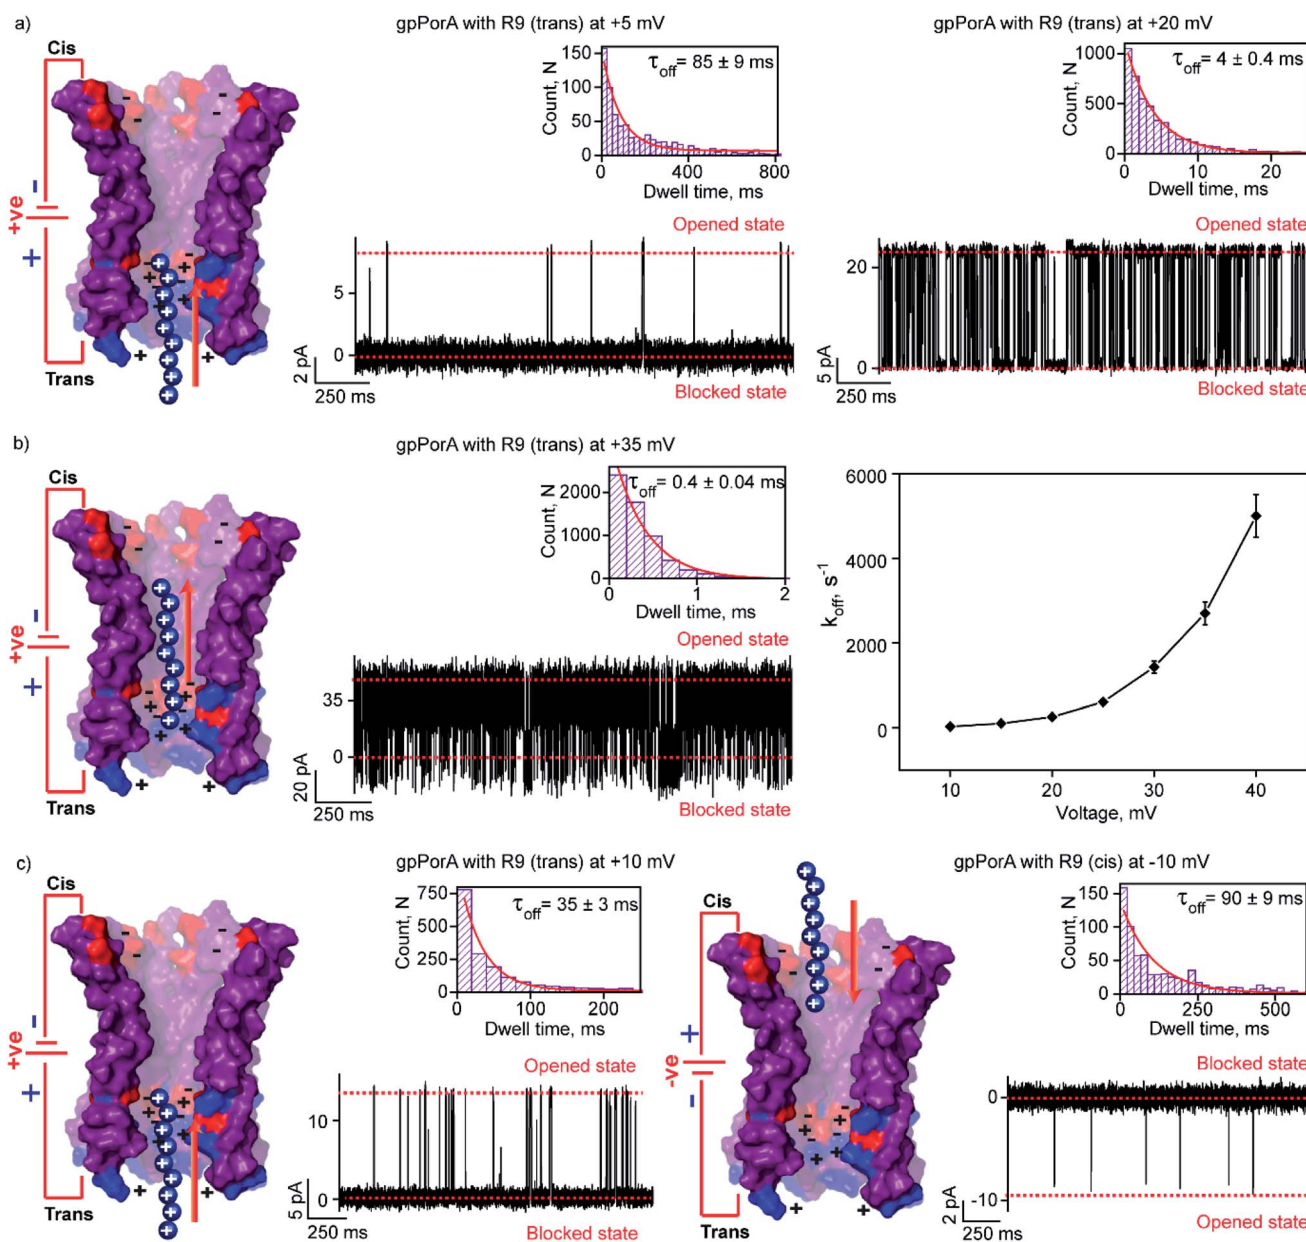 a)
gpPorA with R9 (trans) at +5 mV
Cis
+ve
-
+
Trans
Count, N
150
100
50
0
τoff= 85 ± 9 ms
0
400
800
Dwell time, ms
Opened state
5
0
2 pA
250 ms
Blocked state
gpPorA with R9 (trans) at +20 mV
Count, N
1000
500
0
τoff= 4 ± 0.4 ms
0
10
20
Dwell time, ms
Opened state
20
0
5 pA
250 ms
Blocked state
b)
gpPorA with R9 (trans) at +35 mV
Cis
+ve
-
+
Trans
Count, N
2000
1000
0
τoff= 0.4 ± 0.04 ms
0
1
2
Dwell time, ms
Opened state
35
0
20 pA
250 ms
Blocked state
koff, s-1
6000
4000
2000
0
10
20
30
40
Voltage, mV
c)
gpPorA with R9 (trans) at +10 mV
Cis
+ve
-
+
Trans
Count, N
750
500
250
0
τoff= 35 ± 3 ms
0
100
200
Dwell time, ms
Opened state
10
0
5 pA
250 ms
Blocked state
gpPorA with R9 (cis) at -10 mV
Cis
+
-ve
-
Trans
Count, N
150
100
50
0
τoff= 90 ± 9 ms
0
250
500
Dwell time, ms
Blocked state
0
-10
2 pA
250 ms
Opened state